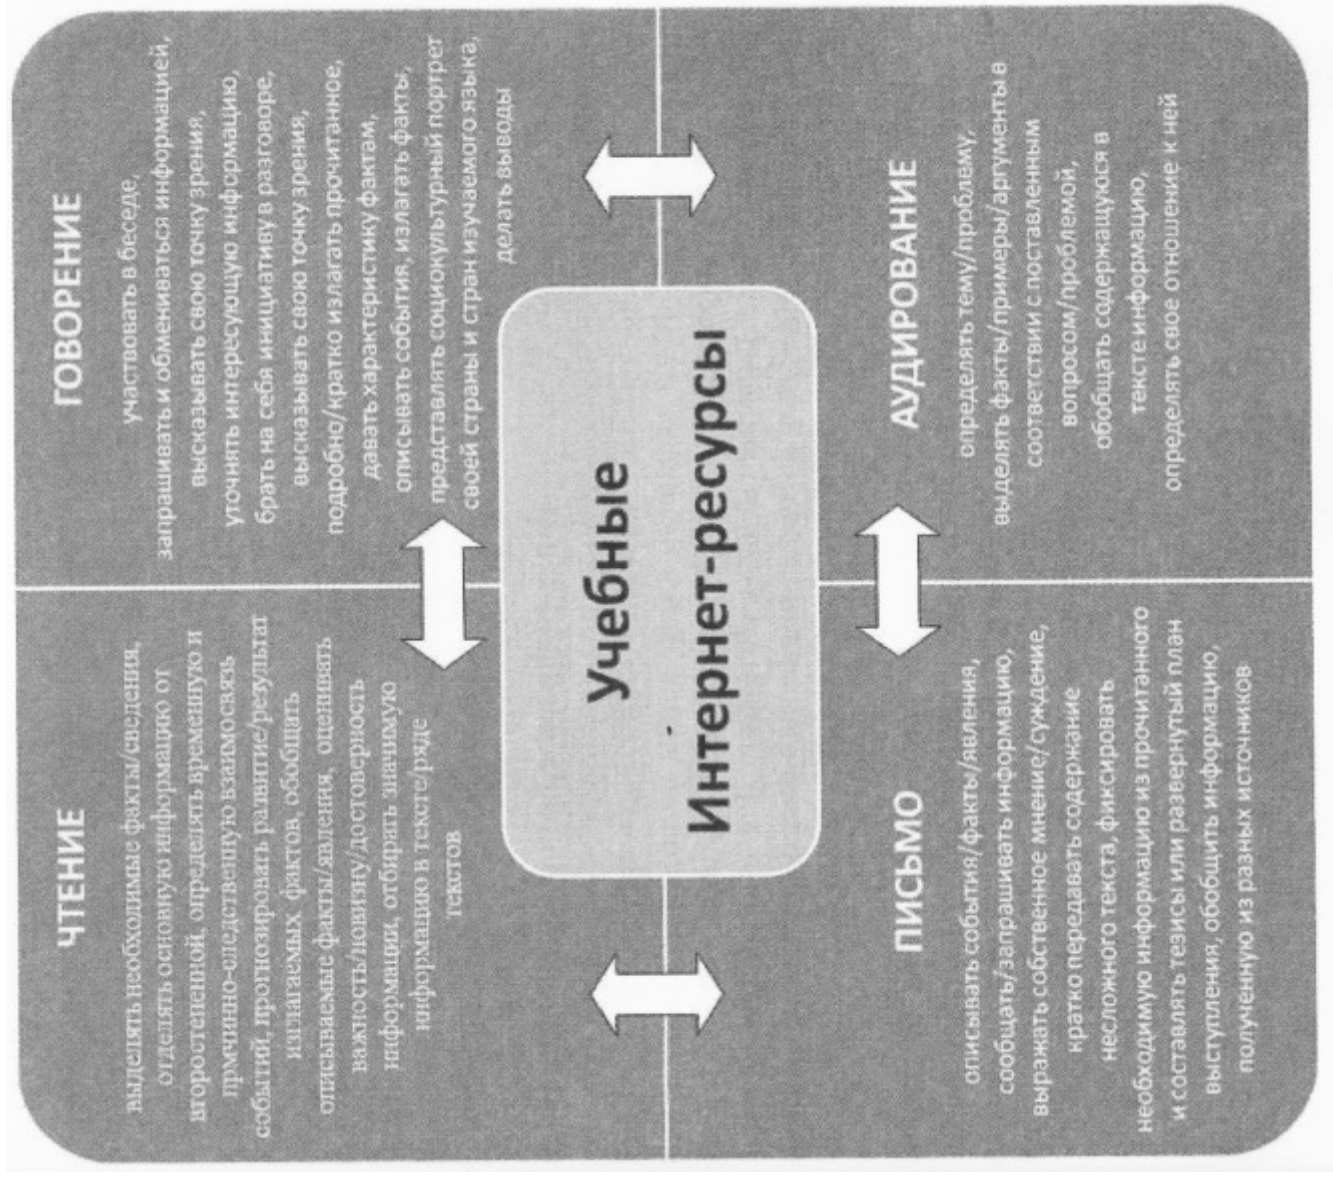 ЧТЕНИЕ
выделять необходимые факты/сведения,
отделять основную информацию от
второстепенной, определять временную и
прмчинно-следственную взаимосвязь
событий, прогнозировать развитие/результат
излагаемых фактов, обобщать
описываемые факты/явления, оценивать
важность/новизну/достоверность
информации, отбирать значимую
информацию в тексте/ряде
текстов
ГОВОРЕНИЕ
участвовать в беседе,
запрашивать и обмениваться информацией,
высказывать свою точку зрения,
уточнять интересующую информацию,
брать на себя инициативу в разговоре,
высказывать свою точку зрения,
подробно/кратко излагать прочитанное,
давать характеристику фактам,
описывать события, излагать факты,
представлять социокультурный портрет
своей страны и стран изучаемого языка,
делать выводы
Учебные
Интернет-ресурсы
ПИСЬМО
описывать события/факты/явления,
сообщать/запрашивать информацию,
выражать собственное мнение/суждение,
кратко передавать содержание
несложного текста, фиксировать
необходимую информацию из прочитанного
и составлять тезисы или развернутый план
выступления, обобщить информацию,
полученную из разных источников
АУДИРОВАНИЕ
определять тему/проблему,
выделять факты/примеры/аргументы в
соответствии с поставленным
вопросом/проблемой,
обобщать содержащуюся в
тексте информацию,
определять свое отношение к ней